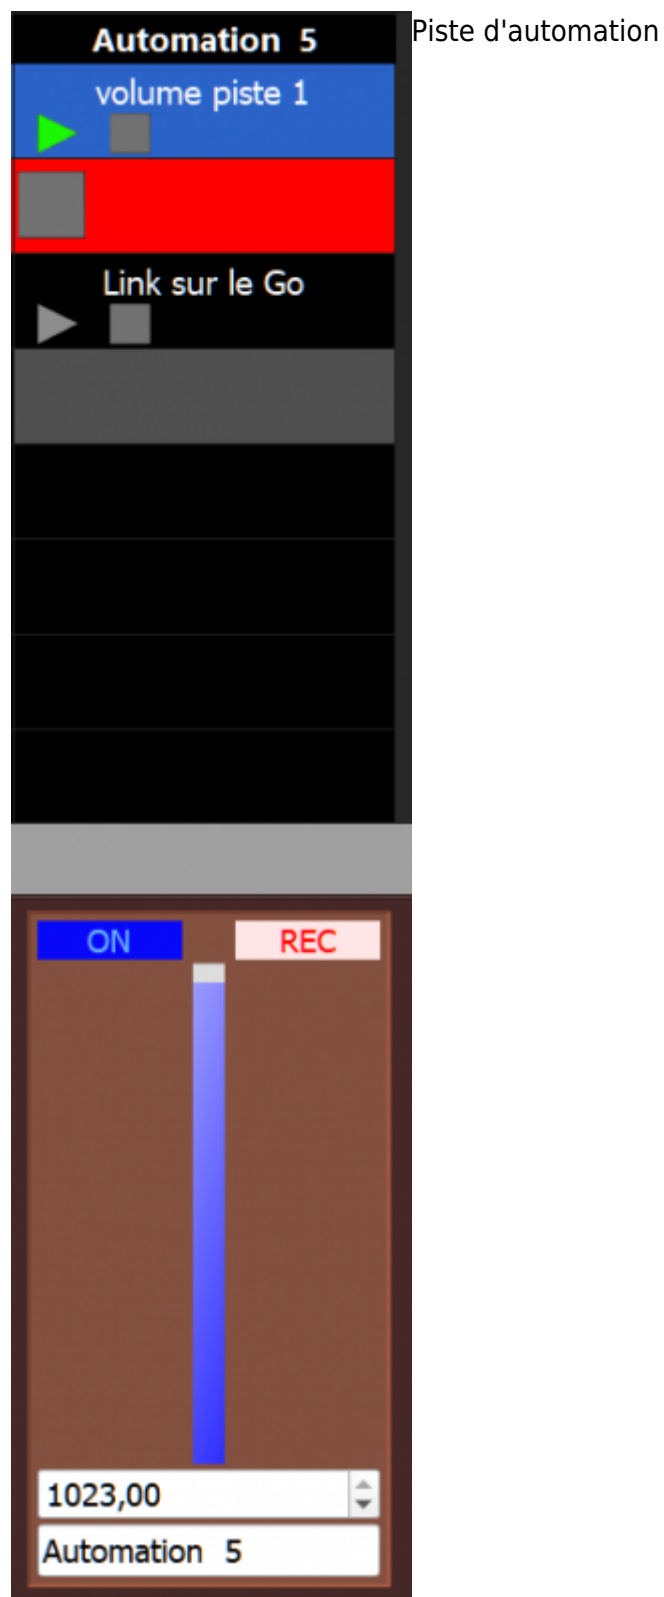 Automation 5
Piste d'automation
volume piste 1
Link sur le Go
ON
REC
1023,00
Automation 5